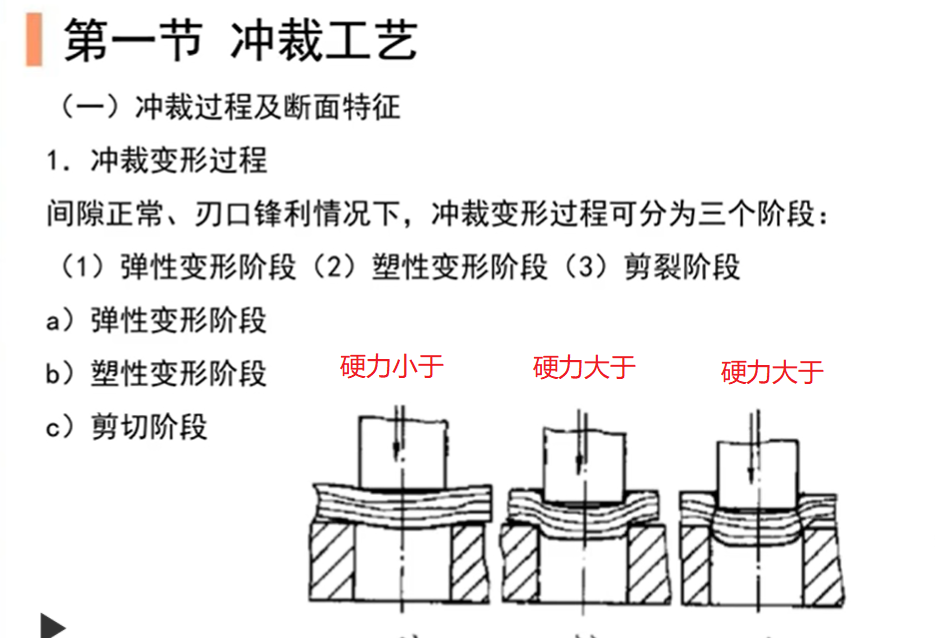 第一节 冲裁工艺
（一）冲裁过程及断面特征
1. 冲裁变形过程
间隙正常、刃口锋利情况下，冲裁变形过程可分为三个阶段：
（1）弹性变形阶段（2）塑性变形阶段（3）剪裂阶段
a）弹性变形阶段
b）塑性变形阶段
c）剪切阶段
硬力小于 硬力大于 硬力大于